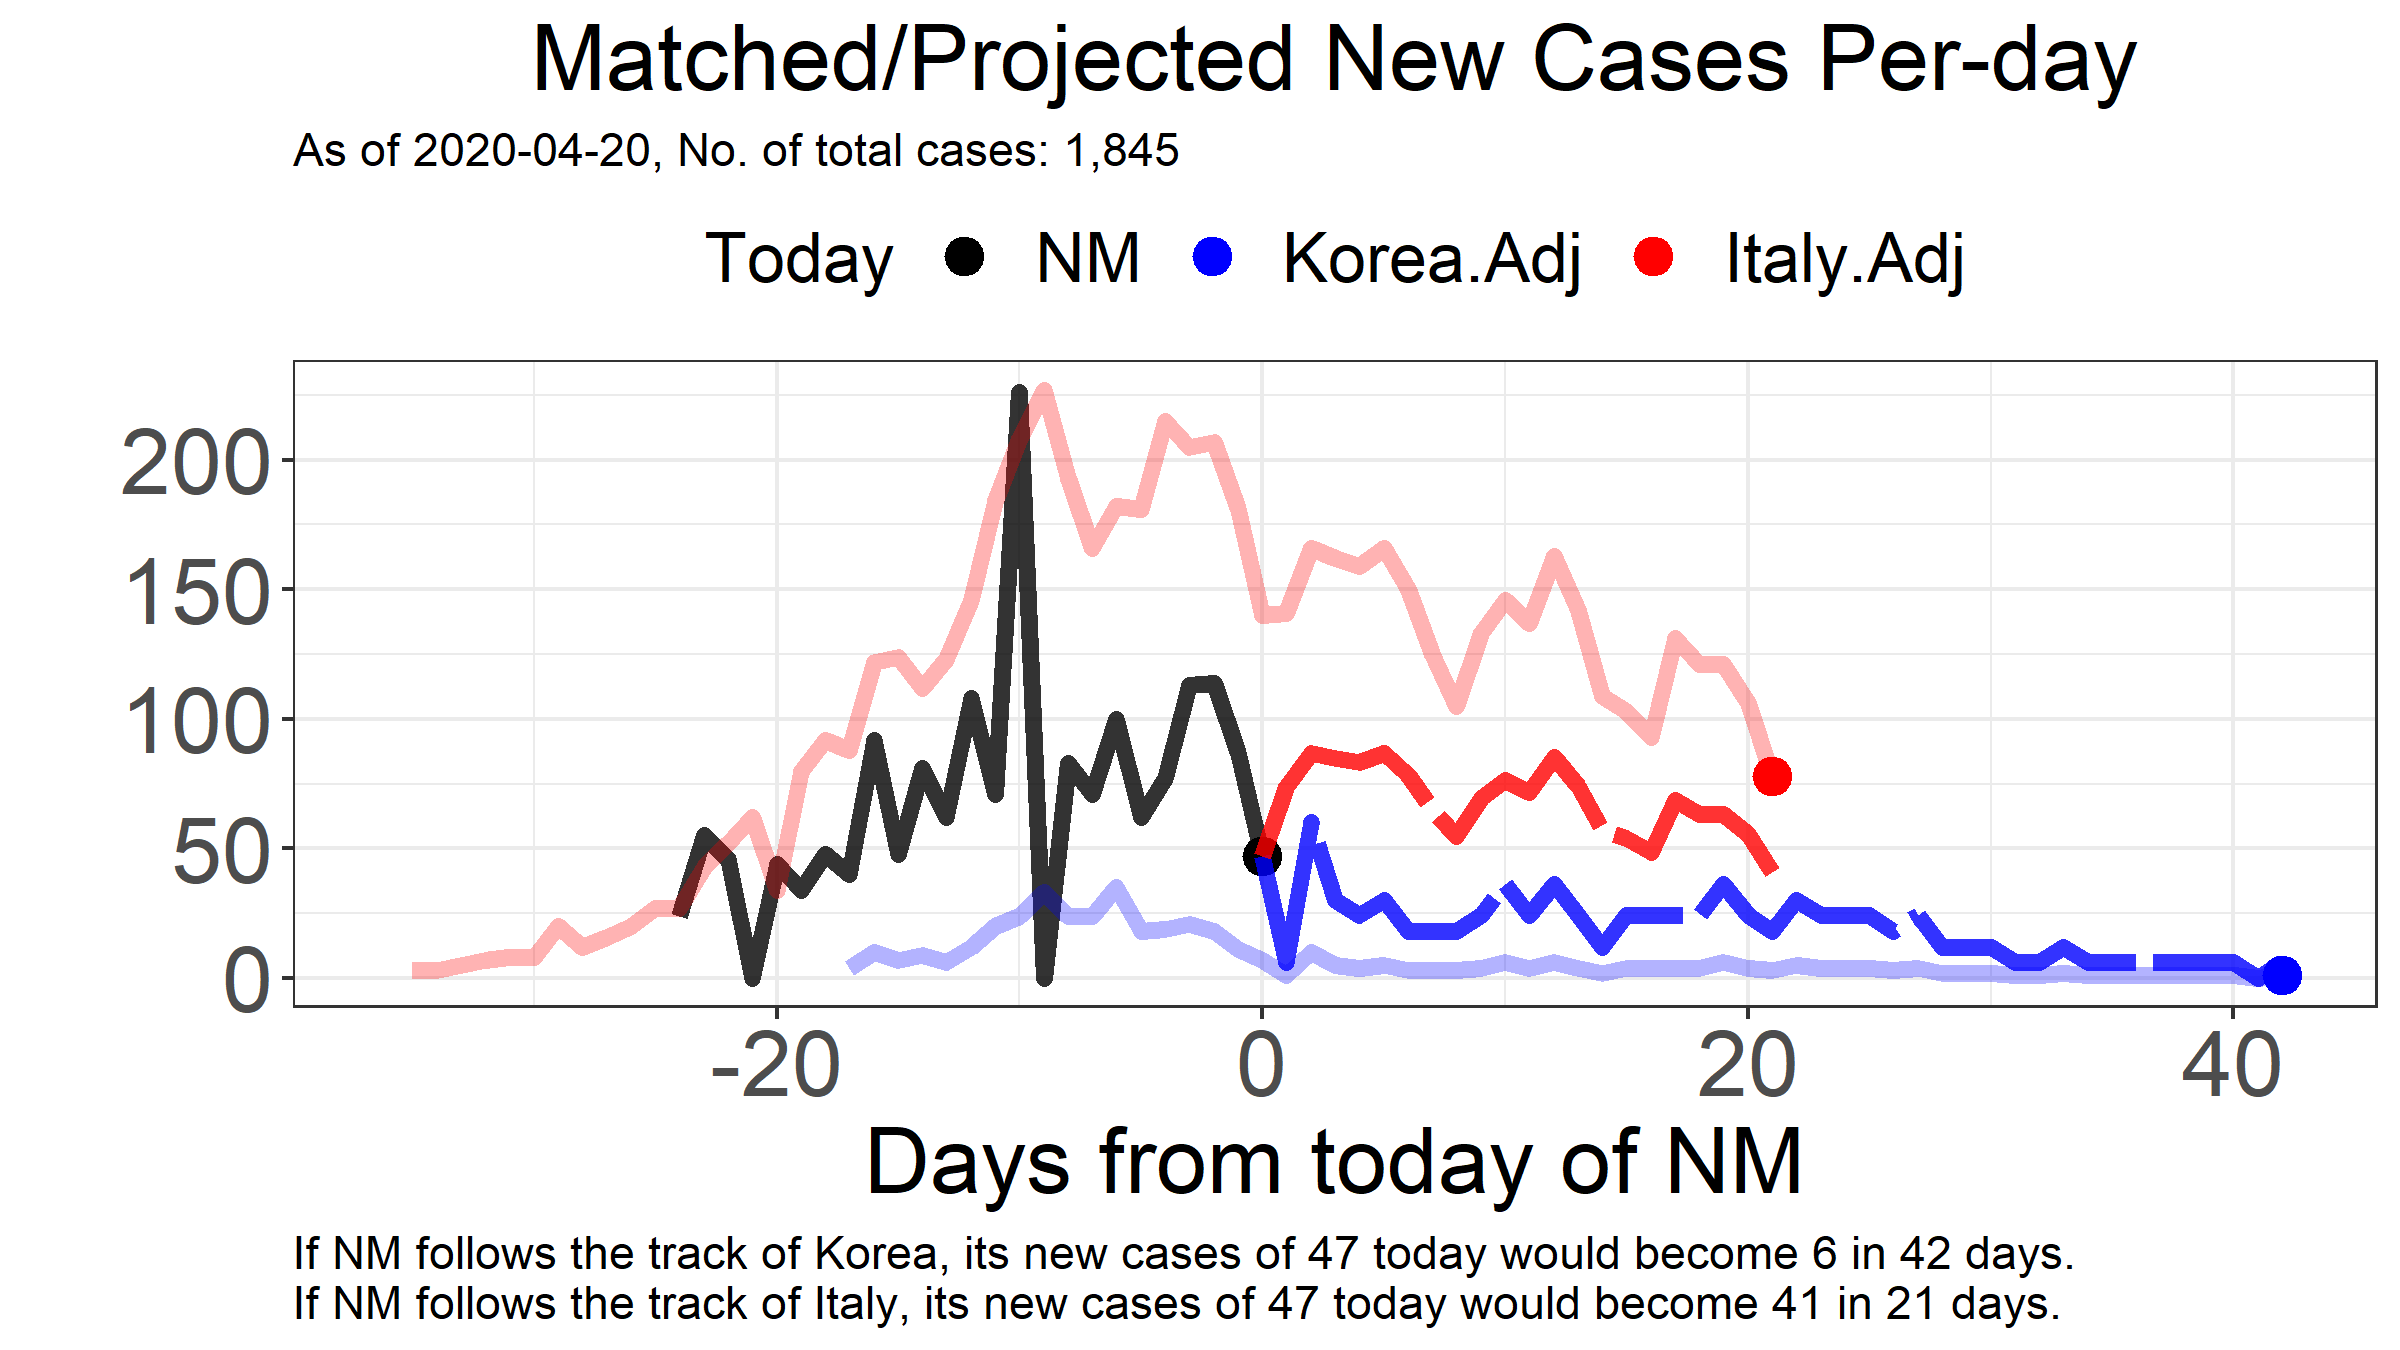 Matched/Projected New Cases Per-day
As of 2020-04-20, No. of total cases: 1,845
Today NM Korea.Adj Italy.Adj
200
150
100
50
0
-20 0 20 40
Days from today of NM
If NM follows the track of Korea, its new cases of 47 today would become 6 in 42 days.
If NM follows the track of Italy, its new cases of 47 today would become 41 in 21 days.